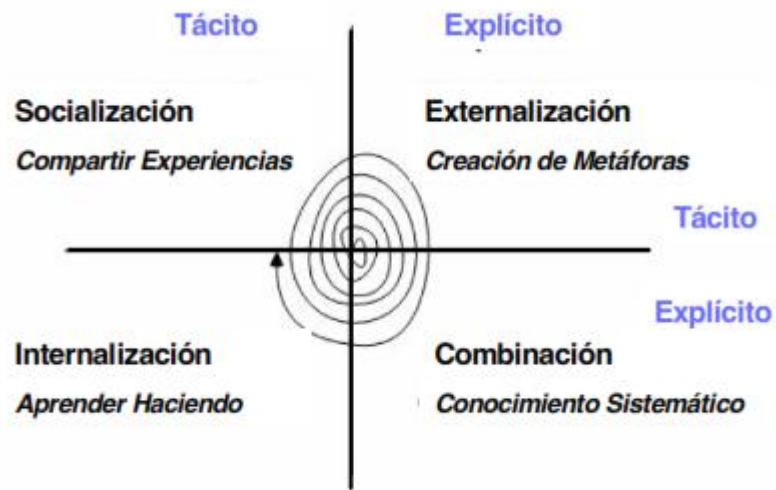 Tácito Explícito
Socialización Externalización
Compartir Experiencias Creación de Metáforas
Tácito
Explícito
Internalización Combinación
Aprender Haciendo Conocimiento Sistemático